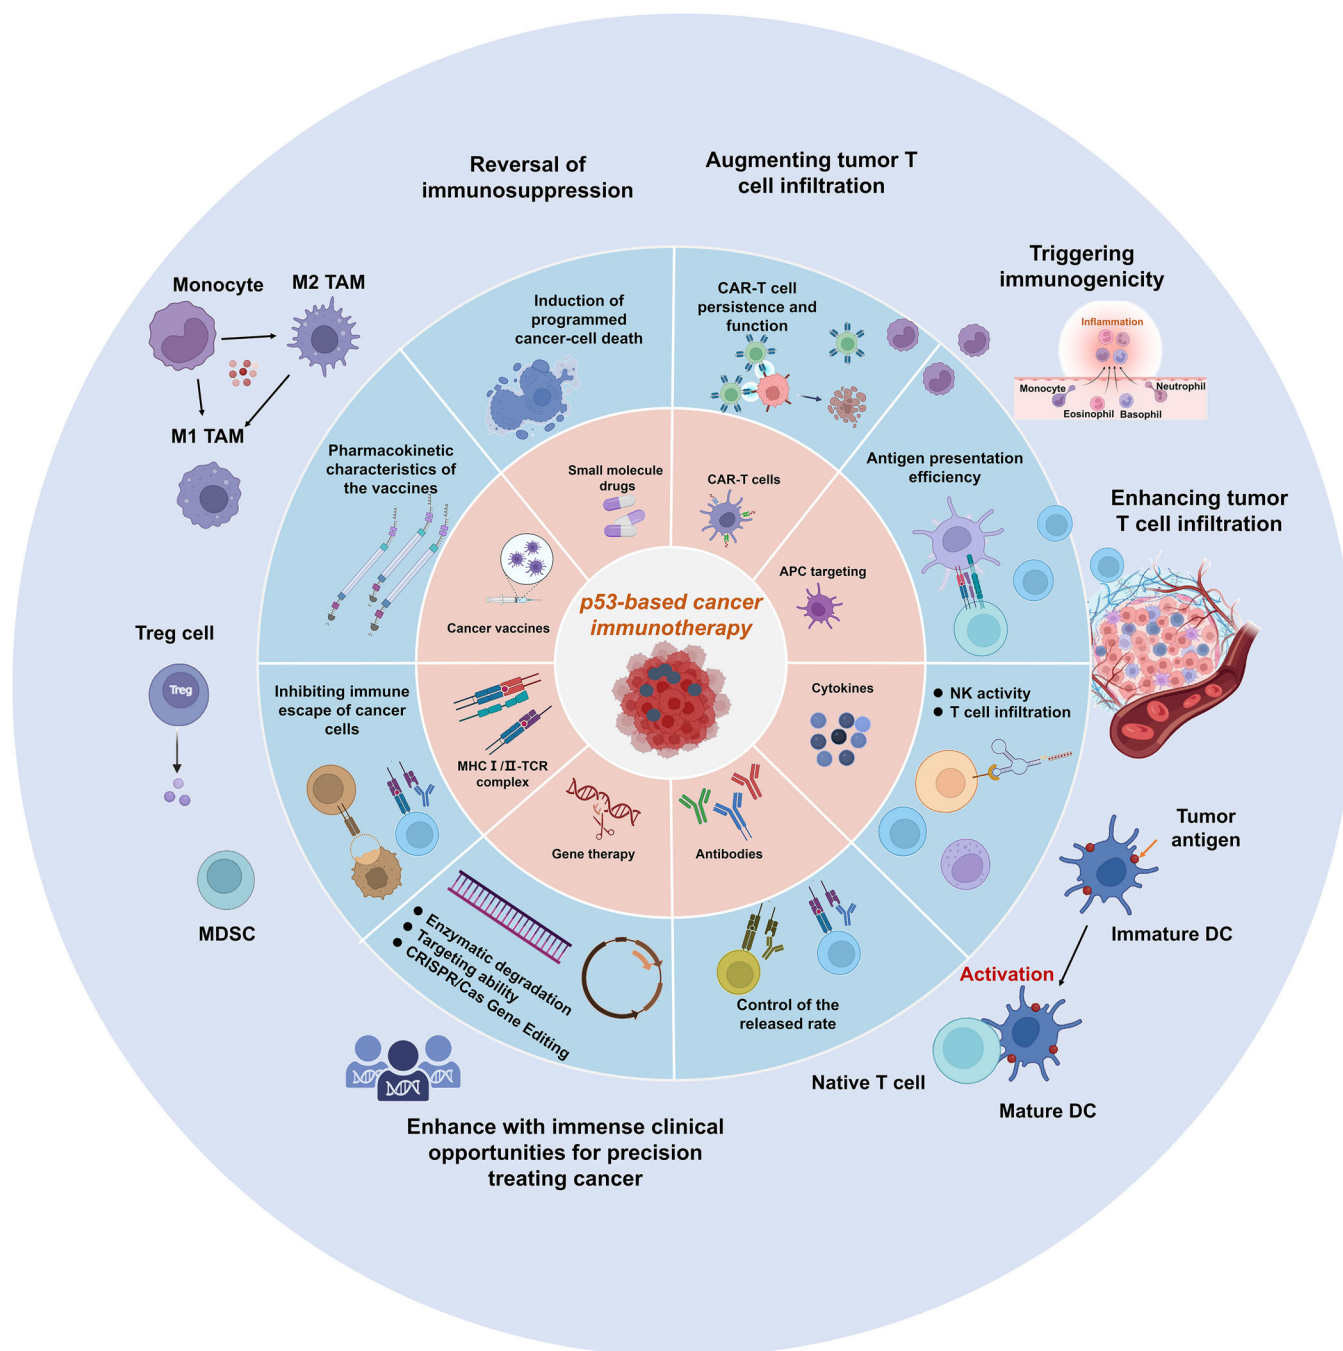 Reversal of
immunosuppression
Augmenting tumor T
cell infiltration
Triggering
immunogenicity
Inflammation
Monocyte
Neutrophil
Eosinophil
Basophil
Monocyte
M2 TAM
M1 TAM
Induction of
programmed
cancer-cell death
CAR-T cell
persistence and
function
Pharmacokinetic
characteristics of
the vaccines
Antigen presentation
efficiency
Enhancing tumor
T cell infiltration
Small molecule
drugs
CAR-T cells
Cancer vaccines
APC targeting
p53-based cancer
immunotherapy
Treg cell
Treg
Inhibiting immune
escape of cancer
cells
MHC I/II-TCR
complex
Cytokines
● NK activity
● T cell infiltration
Gene therapy
Antibodies
MDSC
● Enzymatic degradation
● Targeting ability
● CRISPR/Cas Gene Editing
Control of the
released rate
Tumor
antigen
Immature DC
Activation
Native T cell
Mature DC
Enhance with immense clinical
opportunities for precision
treating cancer